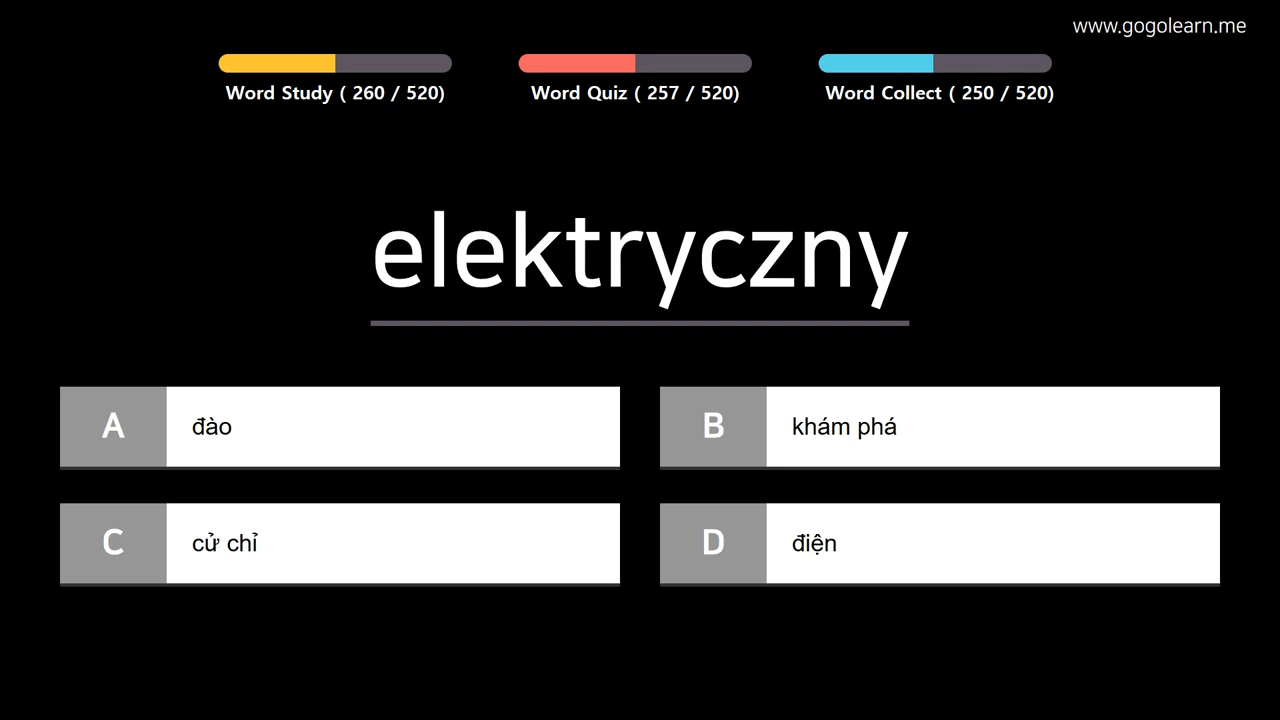 www.gogolearn.me
Word Study ( 260 / 520)
Word Quiz ( 257 / 520)
Word Collect ( 250 / 520)
elektryczny
A đào
B khám phá
C cử chỉ
D điện